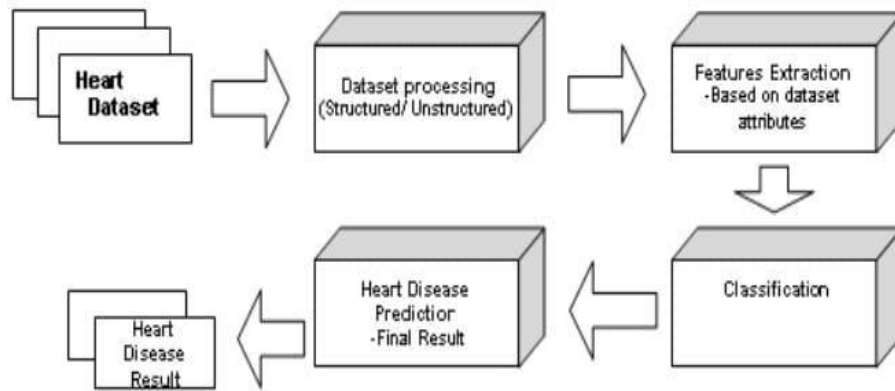 Heart
Dataset
Dataset processing
(Structured/ Unstructured)
Features Extraction
-Based on dataset
attributes
Classification
Heart Disease
Prediction
-Final Result
Heart
Disease
Result